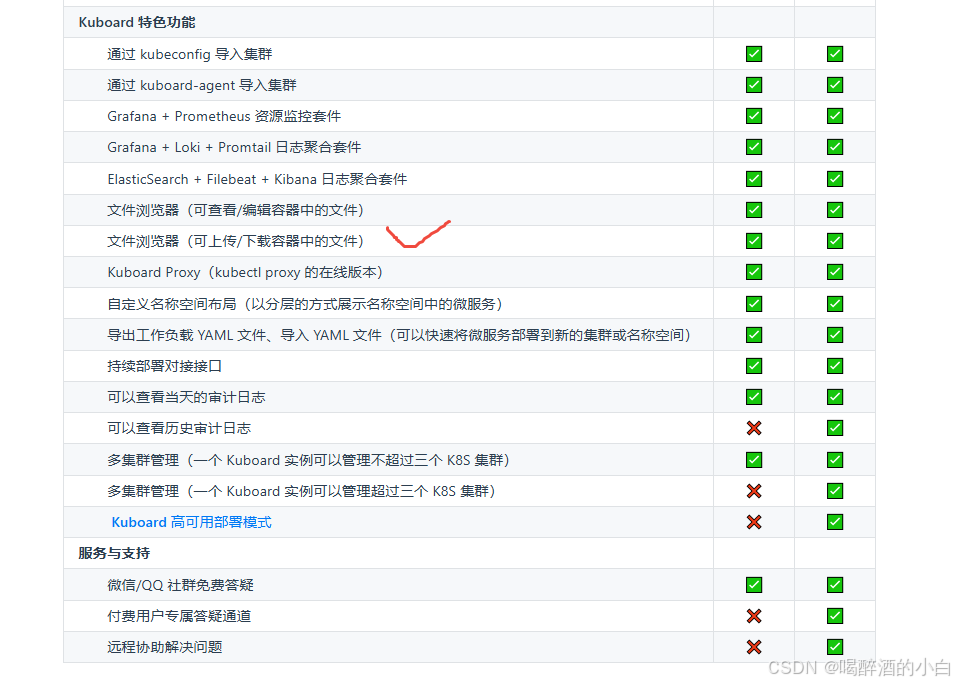 Kuboard 特色功能
通过 kubeconfig 导入集群
通过 kuboard-agent 导入集群
Grafana + Prometheus 资源监控套件
Grafana + Loki + Promtail 日志聚合套件
ElasticSearch + Filebeat + Kibana 日志聚合套件
文件浏览器（可查看/编辑容器中的文件）
文件浏览器（可上传/下载容器中的文件）
Kuboard Proxy（kubectl proxy 的在线版本）
自定义名称空间布局（以分层的方式展示名称空间中的微服务）
导出工作负载 YAML 文件、导入 YAML 文件（可以快速将微服务部署到新的集群或名称空间）
持续部署对接接口
可以查看当天的审计日志
可以查看历史审计日志
多集群管理（一个 Kuboard 实例可以管理不超过三个 K8S 集群）
多集群管理（一个 Kuboard 实例可以管理超过三个 K8S 集群）
Kuboard 高可用部署模式
服务与支持
微信/QQ 社群免费答疑
付费用户专属答疑通道
远程协助解决问题
CSDN @喝醉酒的小白